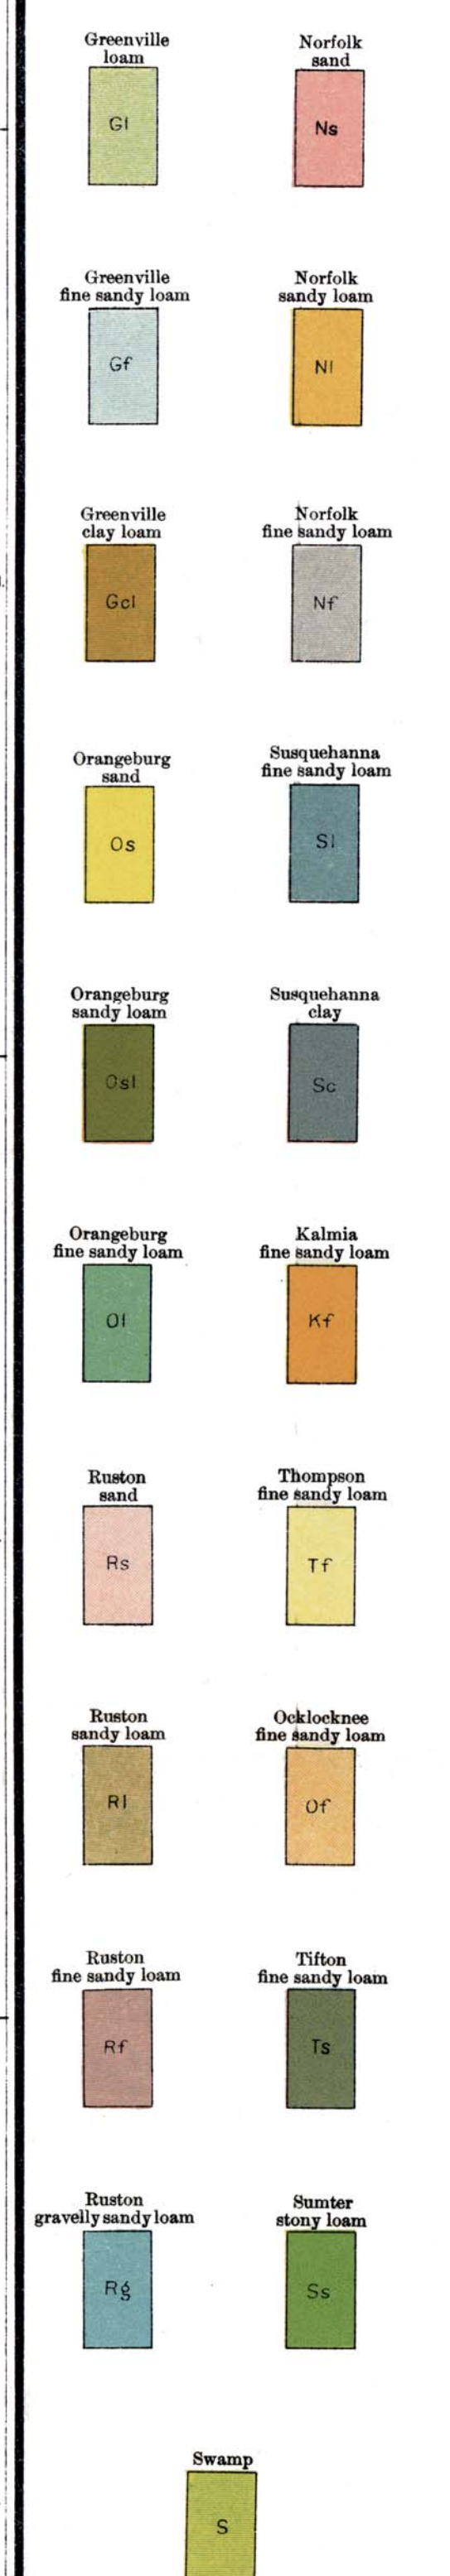 Greenville
loam
Gl
Norfolk
sand
Ns
Greenville
fine sandy loam
Gf
Norfolk
sandy loam
Nl
Greenville
clay loam
Gcl
Norfolk
fine sandy loam
Nf
Orangeburg
sand
Os
Susquehanna
fine sandy loam
Sl
Orangeburg
sandy loam
Osl
Susquehanna
clay
Sc
Orangeburg
fine sandy loam
Ol
Kalmia
fine sandy loam
Kf
Ruston
sand
Rs
Thompson
fine sandy loam
Tf
Ruston
sandy loam
Rl
Ocklocknee
fine sandy loam
Of
Ruston
fine sandy loam
Rf
Tifton
fine sandy loam
Ts
Ruston
gravelly sandy loam
Rg
Sumter
stony loam
Ss
Swamp
S